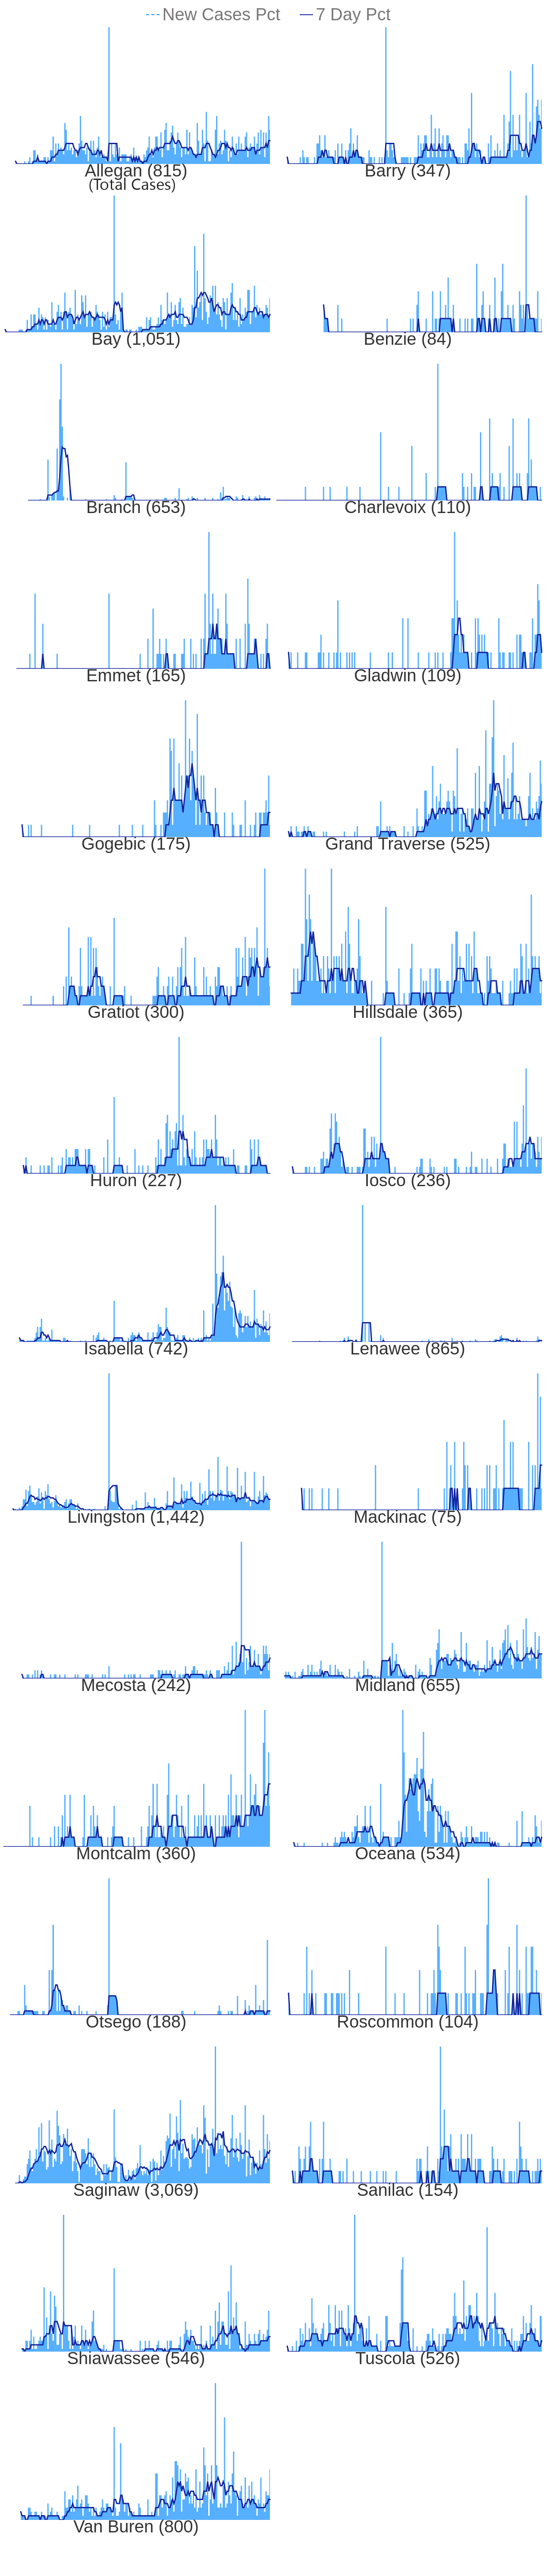 New Cases Pct 7 Day Pct
Allegan (815) Barry (347)
(Total Cases)
Bay (1,051) Benzie (84)
Branch (653) Charlevoix (110)
Emmet (165) Gladwin (109)
Gogebic (175) Grand Traverse (525)
Gratiot (300) Hillsdale (365)
Huron (227) Iosco (236)
Isabella (742) Lenawee (865)
Livingston (1,442) Mackinac (75)
Mecosta (242) Midland (655)
Montcalm (360) Oceana (534)
Otsego (188) Roscommon (104)
Saginaw (3,069) Sanilac (154)
Shiawassee (546) Tuscola (526)
Van Buren (800)